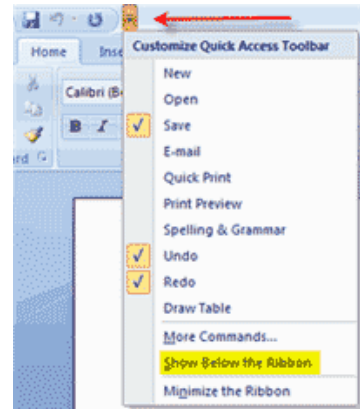 Home Inse
Customize Quick Access Toolbar
New
Calibri (B
Open
B I
Save
E-mail
rd
Quick Print
Print Preview
Spelling & Grammar
Undo
Redo
Draw Table
More Commands...
Show Below the Ribbon
Minimize the Ribbon